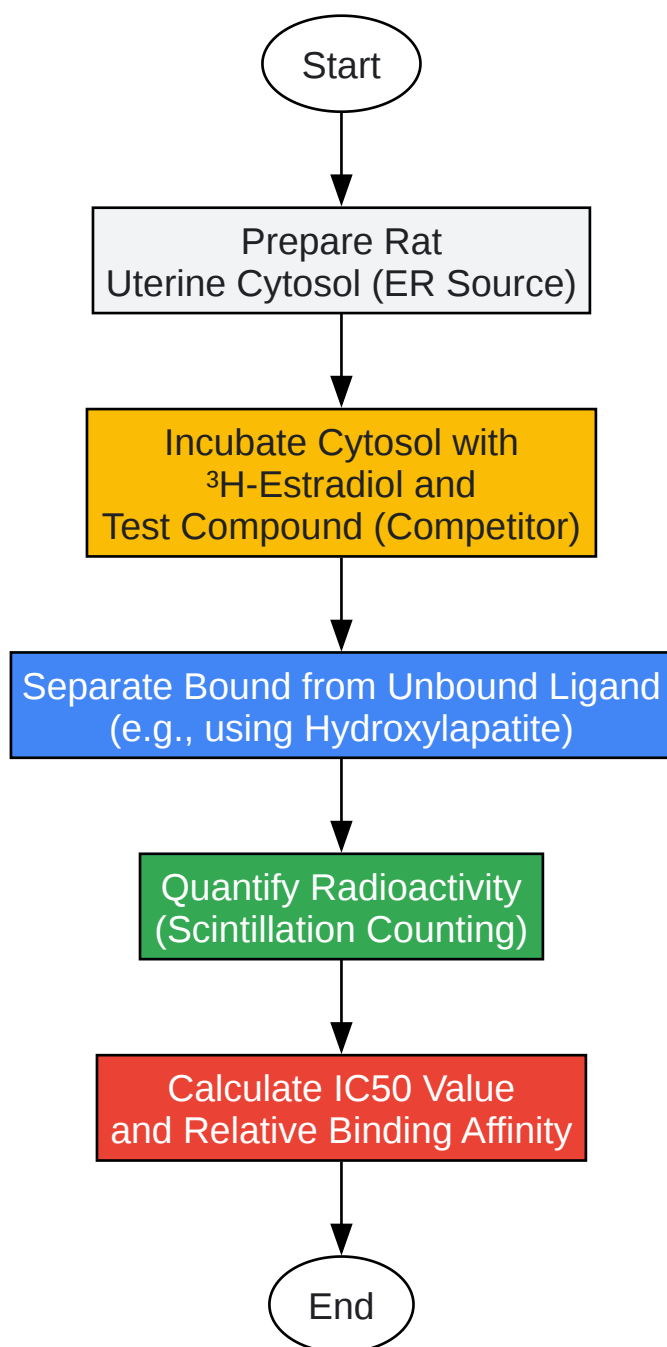 Start
Prepare Rat
Uterine Cytosol (ER Source)
Incubate Cytosol with
³H-Estradiol and
Test Compound (Competitor)
Separate Bound from Unbound Ligand
(e.g., using Hydroxylapatite)
Quantify Radioactivity
(Scintillation Counting)
Calculate IC50 Value
and Relative Binding Affinity
End